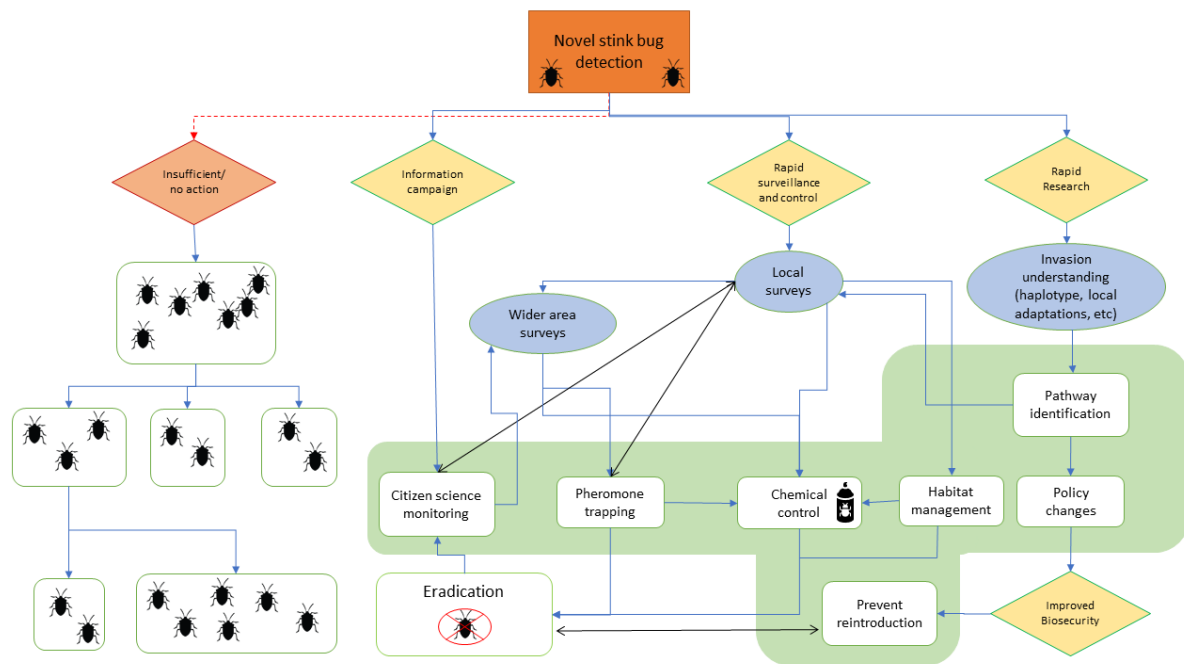 Novel stink bug
detection
Insufficient/
no action
Information
campaign
Rapid
surveillance
and control
Rapid
Research
Local
surveys
Invasion
understanding
(haplotype, local
adaptations, etc)
Wider area
surveys
Pathway
identification
Citizen science
monitoring
Pheromone
trapping
Chemical
control
Habitat
management
Policy
changes
Eradication
Prevent
reintroduction
Improved
Biosecurity